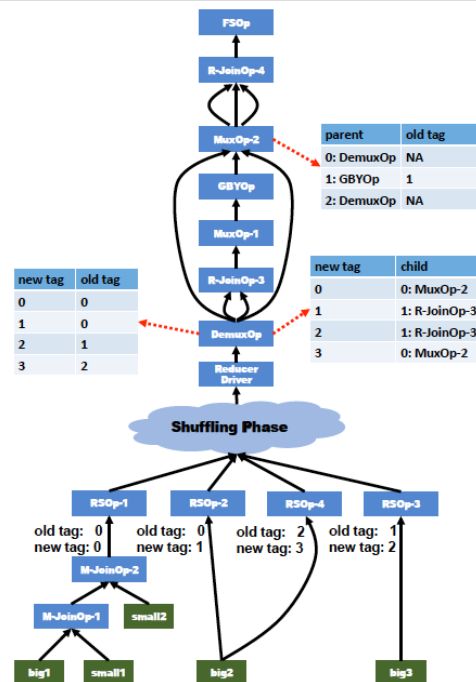 FSOp
R-JoinOp-4
MuxOp-2
parent old tag
0: DemuxOp NA
1: GBYOp 1
2: DemuxOp NA
GBYOp
MuxOp-1
R-JoinOp-3
new tag old tag
0 0
1 0
2 1
3 2
new tag child
0 0: MuxOp-2
1 1: R-JoinOp-3
2 1: R-JoinOp-3
3 0: MuxOp-2
DemuxOp
Reducer
Driver
Shuffling Phase
RSOp-1 RSOp-2 RSOp-4 RSOp-3
old tag: 0 old tag: 0 old tag: 2 old tag: 1
new tag: 0 new tag: 1 new tag: 3 new tag: 2
M-JoinOp-2
M-JoinOp-1 small2
big1 small1 big2 big3